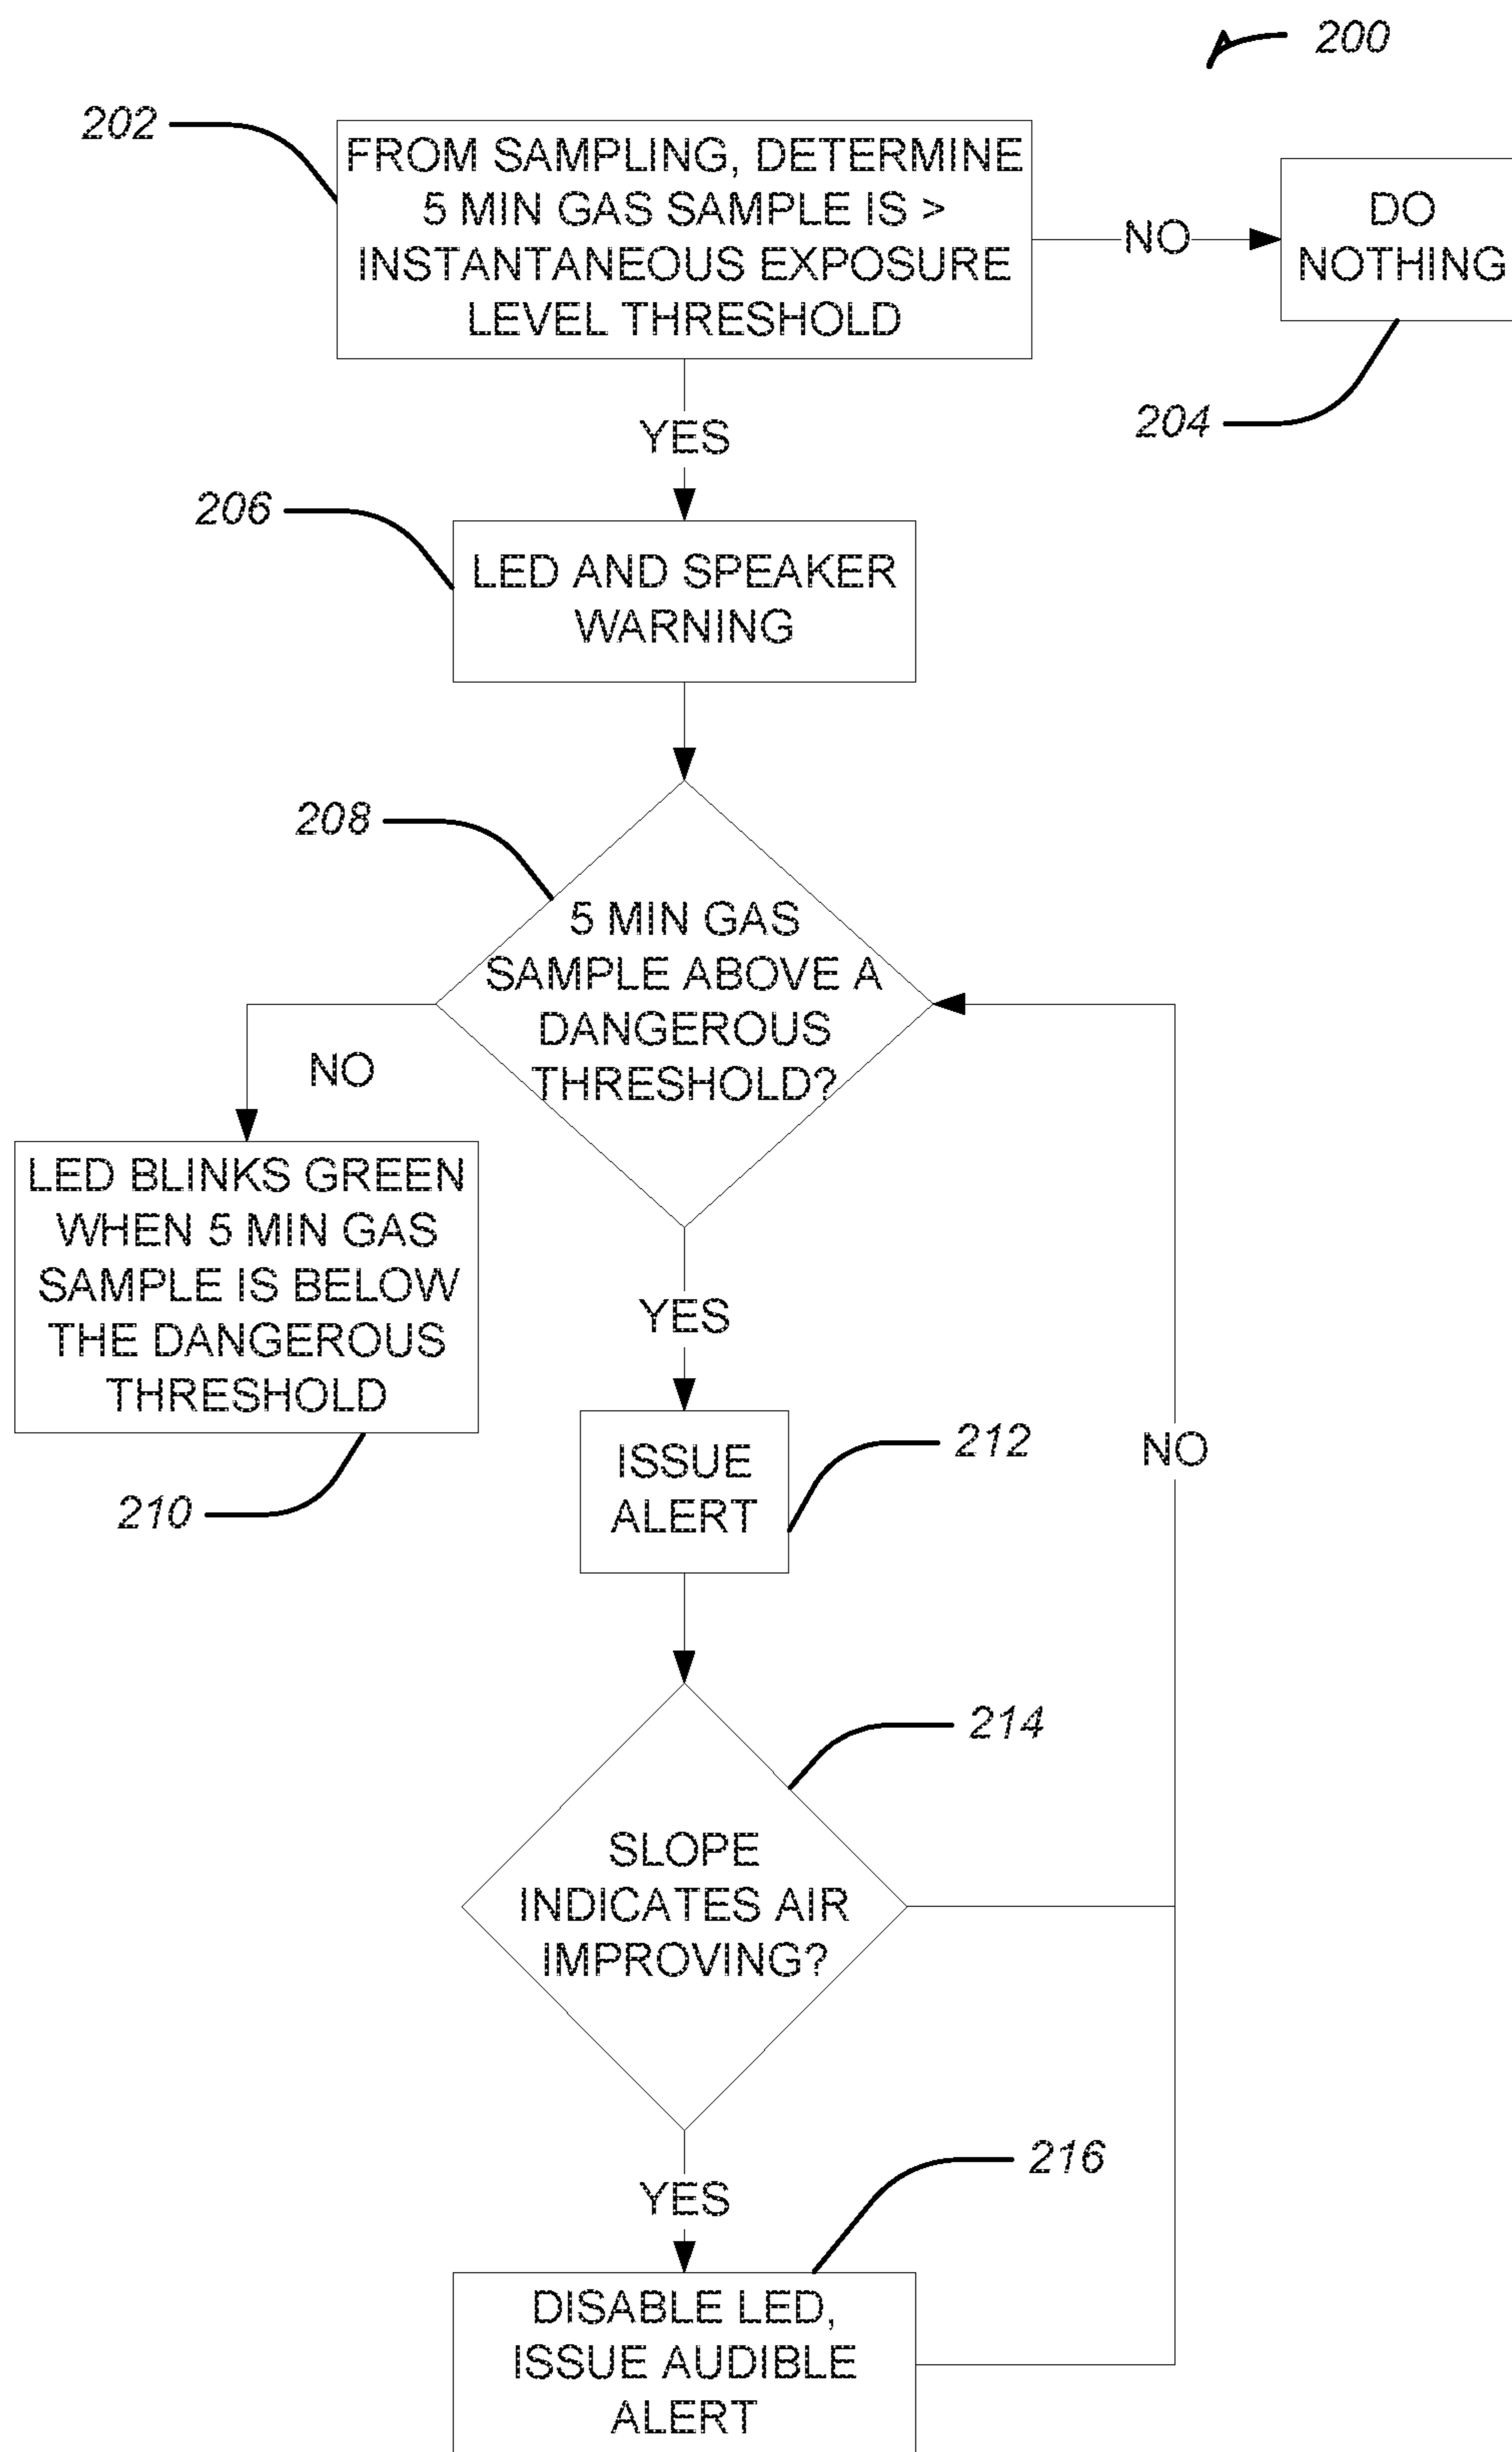 200
202
FROM SAMPLING, DETERMINE
5 MIN GAS SAMPLE IS >
INSTANTANEOUS EXPOSURE
LEVEL THRESHOLD
NO
DO
NOTHING
204
YES
206
LED AND SPEAKER
WARNING
208
5 MIN GAS
SAMPLE ABOVE A
DANGEROUS
THRESHOLD?
NO
LED BLINKS GREEN
WHEN 5 MIN GAS
SAMPLE IS BELOW
THE DANGEROUS
THRESHOLD
210
YES
ISSUE
ALERT
212
NO
214
SLOPE
INDICATES AIR
IMPROVING?
YES
216
DISABLE LED,
ISSUE AUDIBLE
ALERT